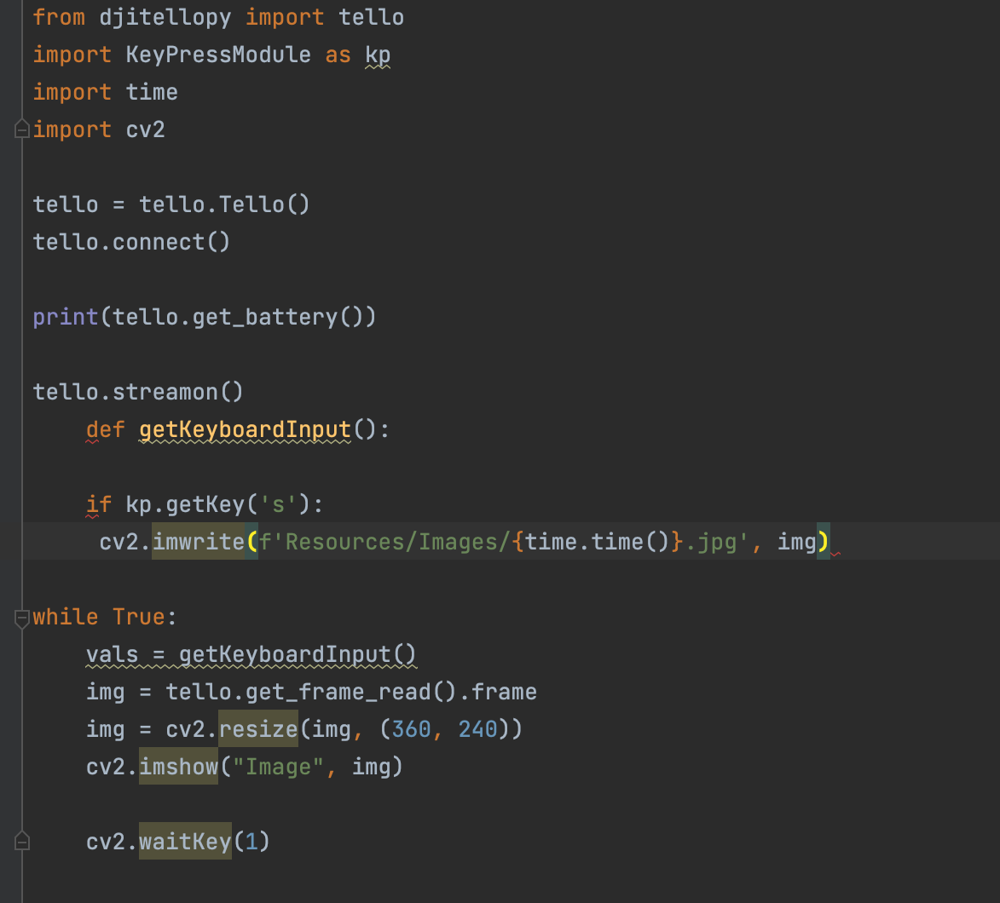 from djitellopy import tello
import KeyPressModule as kp
import time
import cv2

tello = tello.Tello()
tello.connect()

print(tello.get_battery())

tello.streamon()
    def getKeyboardInput():

    if kp.getKey('s'):
     cv2.imwrite(f'Resources/Images/{time.time()}.jpg', img)

while True:
    vals = getKeyboardInput()
    img = tello.get_frame_read().frame
    img = cv2.resize(img, (360, 240))
    cv2.imshow("Image", img)

    cv2.waitKey(1)